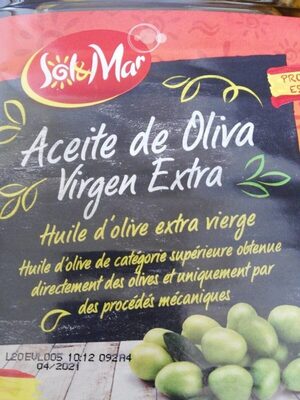 Sol&Mar
Aceite de Oliva
Virgen Extra
Huile d'olive extra vierge
Huile d'olive de catégorie supérieure obtenue
directement des olives et uniquement par
des procédés mécaniques
L20EVL005 10:12 092A4
04/2021